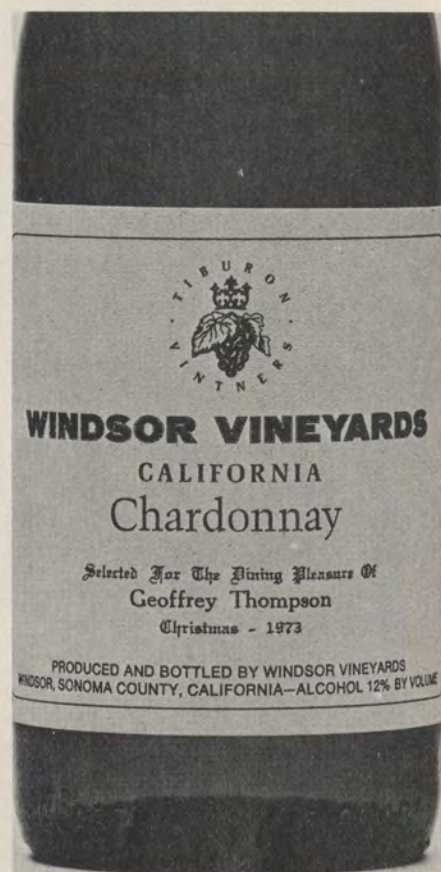 TIBURON · VINTNERS ·
WINDSOR VINEYARDS
CALIFORNIA
Chardonnay
Selected For The Dining Pleasure Of
Geoffrey Thompson
Christmas - 1973
PRODUCED AND BOTTLED BY WINDSOR VINEYARDS
WINDSOR, SONOMA COUNTY, CALIFORNIA—ALCOHOL 12% BY VOLUME